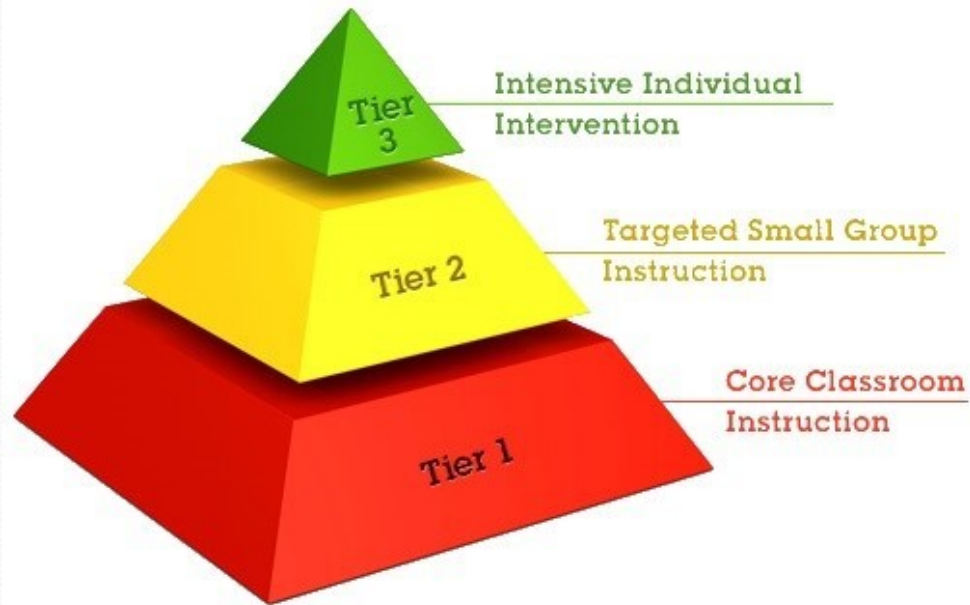 Tier
3
Intensive Individual
Intervention
Tier 2
Targeted Small Group
Instruction
Tier 1
Core Classroom
Instruction